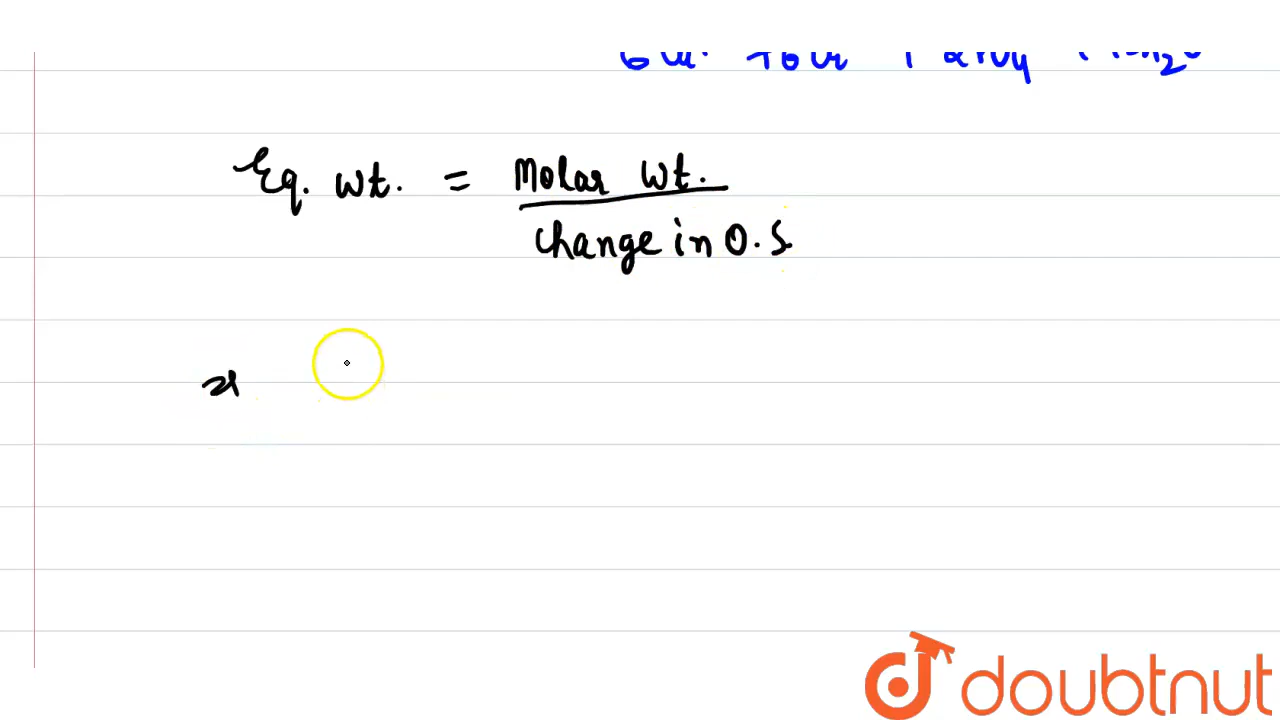 Eq. wt. = Molar wt.
Change in O.S.
x
doubtnut